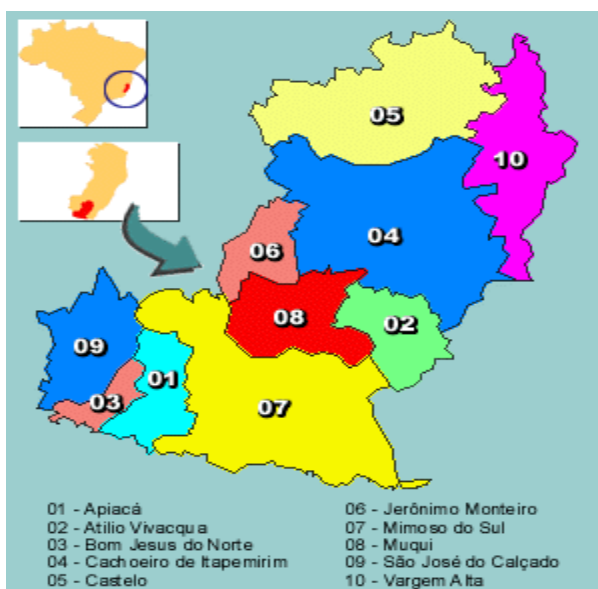 05
10
04
06
08
02
09
01
03
07
01 - Apiacá
02 - Atilio Vivacqua
03 - Bom Jesus do Norte
04 - Cachoeiro de Itapemirim
05 - Castelo
06 - Jerônimo Monteiro
07 - Mimoso do Sul
08 - Muqui
09 - São José do Calçado
10 - Vargem Alta